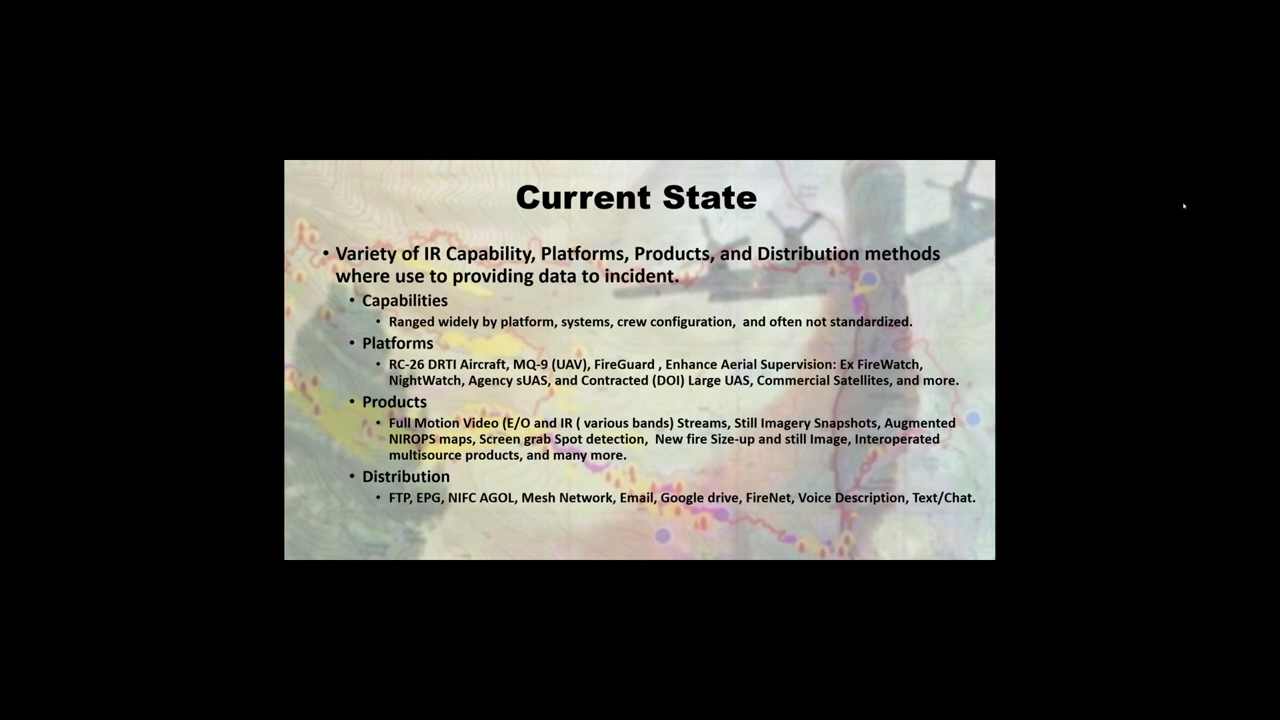 Current State
• Variety of IR Capability, Platforms, Products, and Distribution methods
where use to providing data to incident.
• Capabilities
• Ranged widely by platform, systems, crew configuration,  and often not standardized.
• Platforms
• RC-26 DRTI Aircraft, MQ-9 (UAV), FireGuard , Enhance Aerial Supervision: Ex FireWatch,
NightWatch, Agency sUAS, and Contracted (DOI) Large UAS, Commercial Satellites, and more.
• Products
• Full Motion Video (E/O and IR ( various bands) Streams, Still Imagery Snapshots, Augmented
NIROPS maps, Screen grab Spot detection,  New fire Size-up and still Image, Interoperated
multisource products, and many more.
• Distribution
• FTP, EPG, NIFC AGOL, Mesh Network, Email, Google drive, FireNet, Voice Description, Text/Chat.